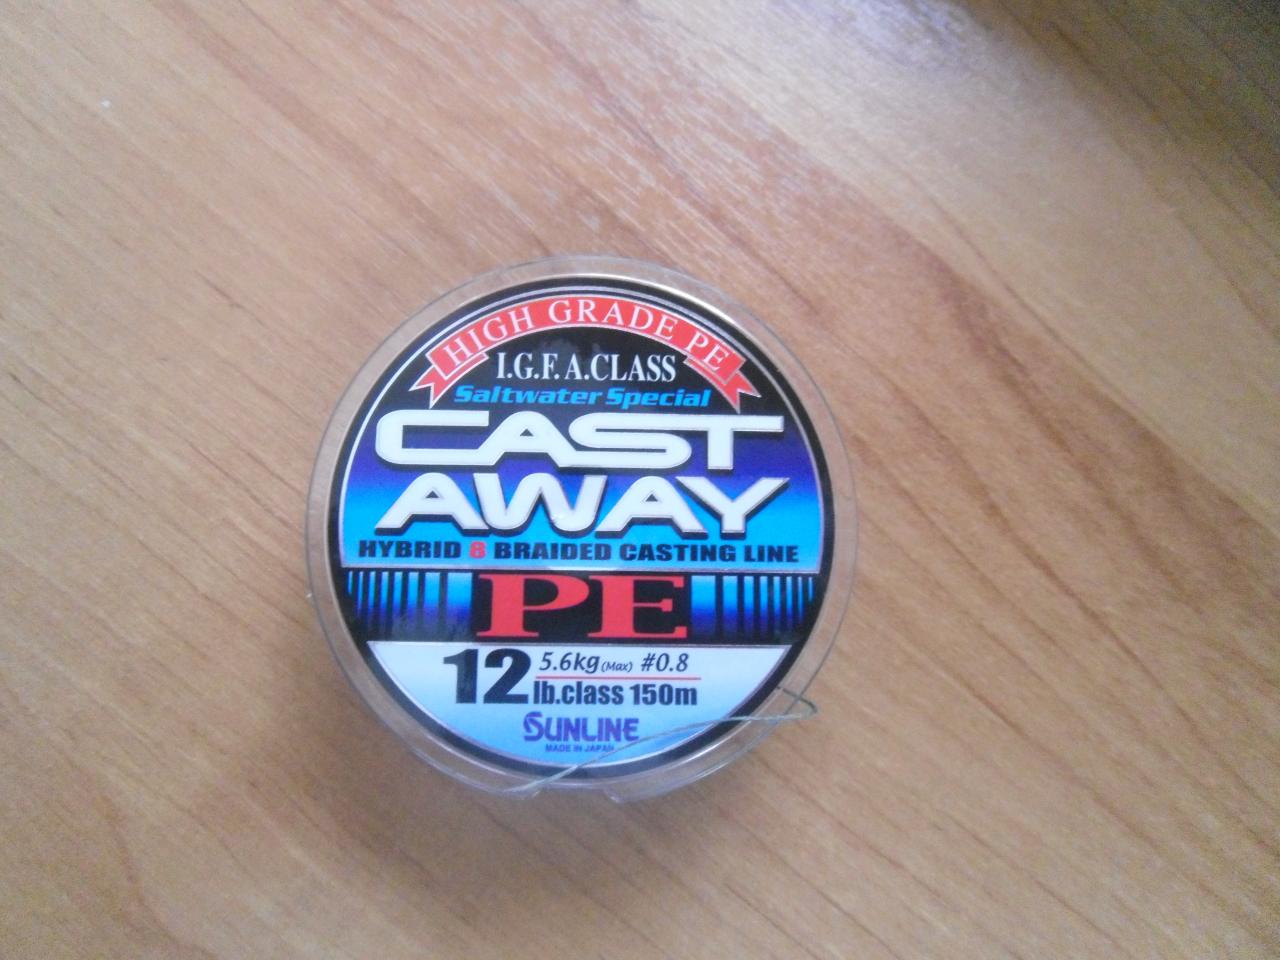 HIGH GRADE PE
I.G.F.A.CLASS
Saltwater Special
CAST
AWAY
HYBRID 8 BRAIDED CASTING LINE
PE
12 5.6kg (Max) #0.8
lb.class 150m
SUNLINE
MADE IN JAPAN